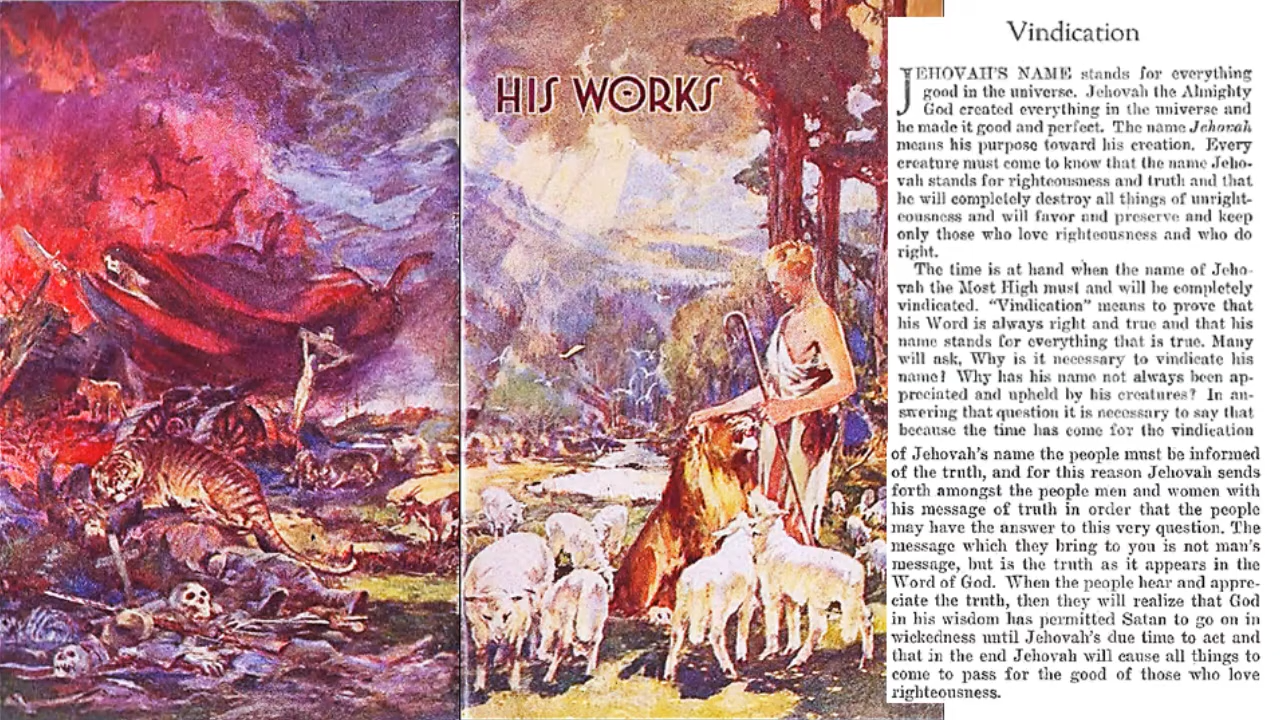 HIS WORKS
Vindication
JEHOVAH'S NAME stands for everything
good in the universe. Jehovah the Almighty
God created everything in the universe and
he made it good and perfect. The name Jehovah
means his purpose toward his creation. Every
creature must come to know that the name Jeho-
vah stands for righteousness and truth and that
he will completely destroy all things of unright-
eousness and will favor and preserve and keep
only those who love righteousness and who do
right.
The time is at hand when the name of Jeho-
vah the Most High must and will be completely
vindicated. "Vindication" means to prove that
his Word is always right and true and that his
name stands for everything that is true. Many
will ask, Why is it necessary to vindicate his
name? Why has his name not always been ap-
preciated and upheld by his creatures? In an-
swering that question it is necessary to say that
because the time has come for the vindication
of Jehovah's name the people must be informed
of the truth, and for this reason Jehovah sends
forth amongst the people men and women with
his message of truth in order that the people
may have the answer to this very question. The
message which they bring to you is not man's
message, but is the truth as it appears in the
Word of God. When the people hear and appre-
ciate the truth, then they will realize that God
in his wisdom has permitted Satan to go on in
wickedness until Jehovah's due time to act and
that in the end Jehovah will cause all things to
come to pass for the good of those who love
righteousness.